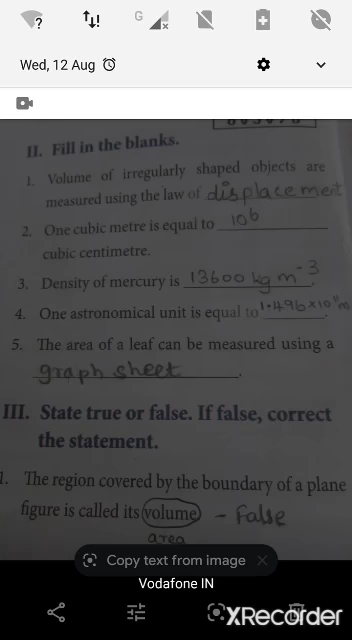 G
Wed, 12 Aug
II. Fill in the blanks.
1. Volume of irregularly shaped objects are
measured using the law of displacement
2. One cubic metre is equal to 106
cubic centimetre.
3. Density of mercury is 13600 kg m-3.
4. One astronomical unit is equal to 1.496×10¹¹m.
5. The area of a leaf can be measured using a
graph sheet.
III. State true or false. If false, correct
the statement.
1. The region covered by the boundary of a plane
figure is called its volume - False
area
Copy text from image ×
Vodafone IN
XRecorder